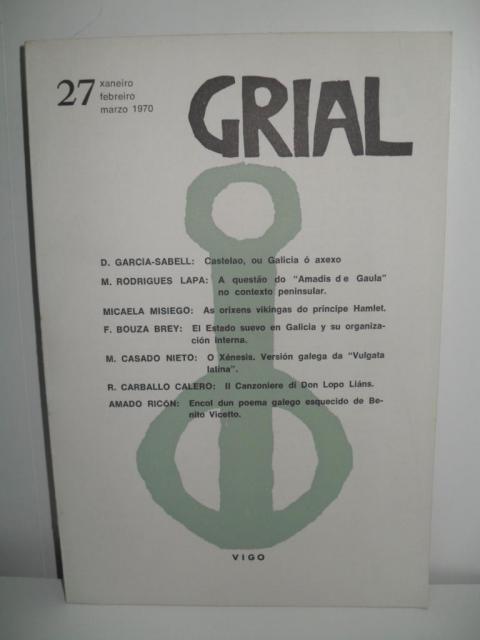 27 xaneiro
febreiro
marzo 1970
GRIAL
D. GARCIA-SABELL: Castelao, ou Galicia ó axexo
M. RODRIGUES LAPA: A questão do "Amadis de Gaula"
no contexto peninsular.
MICAELA MISIEGO: As orixens vikingas do príncipe Hamlet.
F. BOUZA BREY: El Estado suevo en Galicia y su organiza-
ción interna.
M. CASADO NIETO: O Xénesis. Versión galega da "Vulgata
latina".
R. CARBALLO CALERO: Il Canzoniere di Don Lopo Liáns.
AMADO RICÓN: Encol dun poema galego esquecido de Be-
nito Vicetto.
VIGO